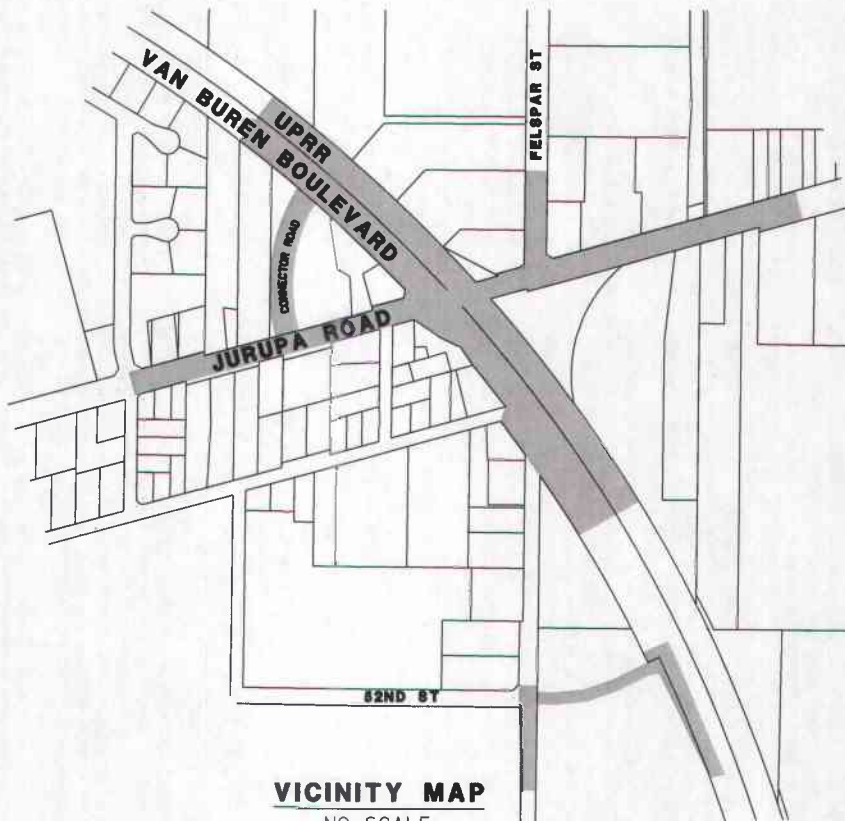 VAN BUREN BOULEVARD
UPRR
FELSPAR ST
CONNECTOR ROAD
JURUPA ROAD
52ND ST
VICINITY MAP
NO SCALE